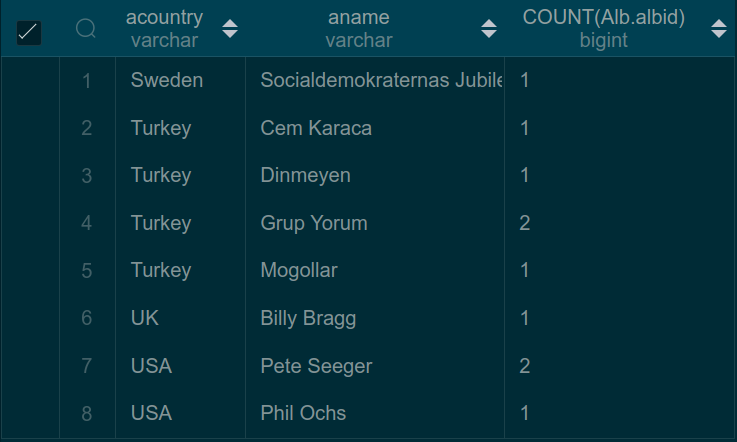 acountry aname COUNT(Alb.albid)
varchar varchar bigint
1 Sweden Socialdemokraternas 1
2 Turkey Cem Karaca 1
3 Turkey Dinmeyen 1
4 Turkey Grup Yorum 2
5 Turkey Mogollar 1
6 UK Billy Bragg 1
7 USA Pete Seeger 2
8 USA Phil Ochs 1